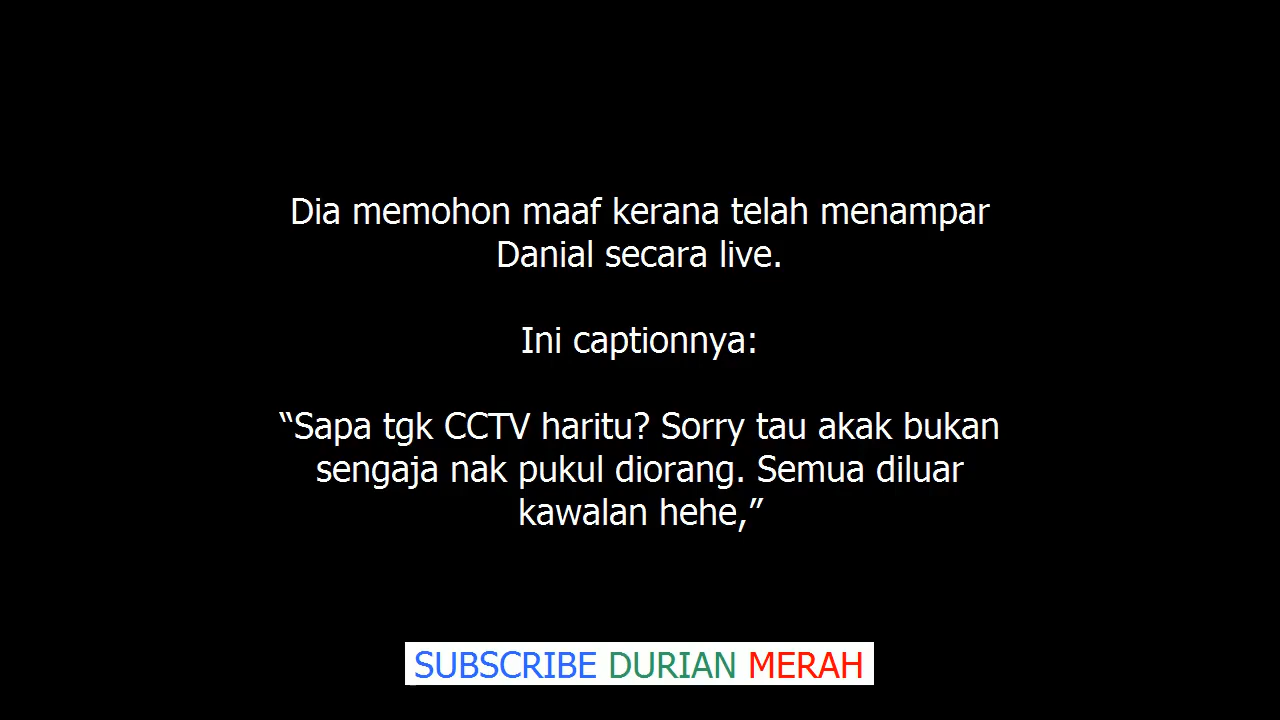 Dia memohon maaf kerana telah menampar
Danial secara live.
Ini captionnya:
“Sapa tgk CCTV haritu? Sorry tau akak bukan
sengaja nak pukul diorang. Semua diluar
kawalan hehe,”
SUBSCRIBE DURIAN MERAH